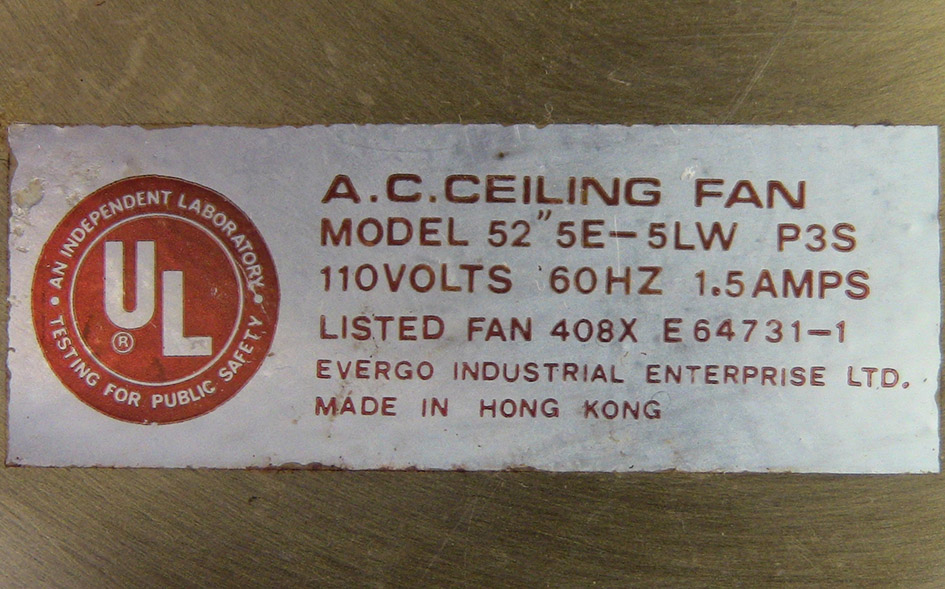 AN INDEPENDENT LABORATORY
UL
®
TESTING FOR PUBLIC SAFETY
A.C.CEILING FAN
MODEL 52" 5E-5LW P3S
110VOLTS 60HZ 1.5AMPS
LISTED FAN 408X E64731-1
EVERGO INDUSTRIAL ENTERPRISE LTD.
MADE IN HONG KONG